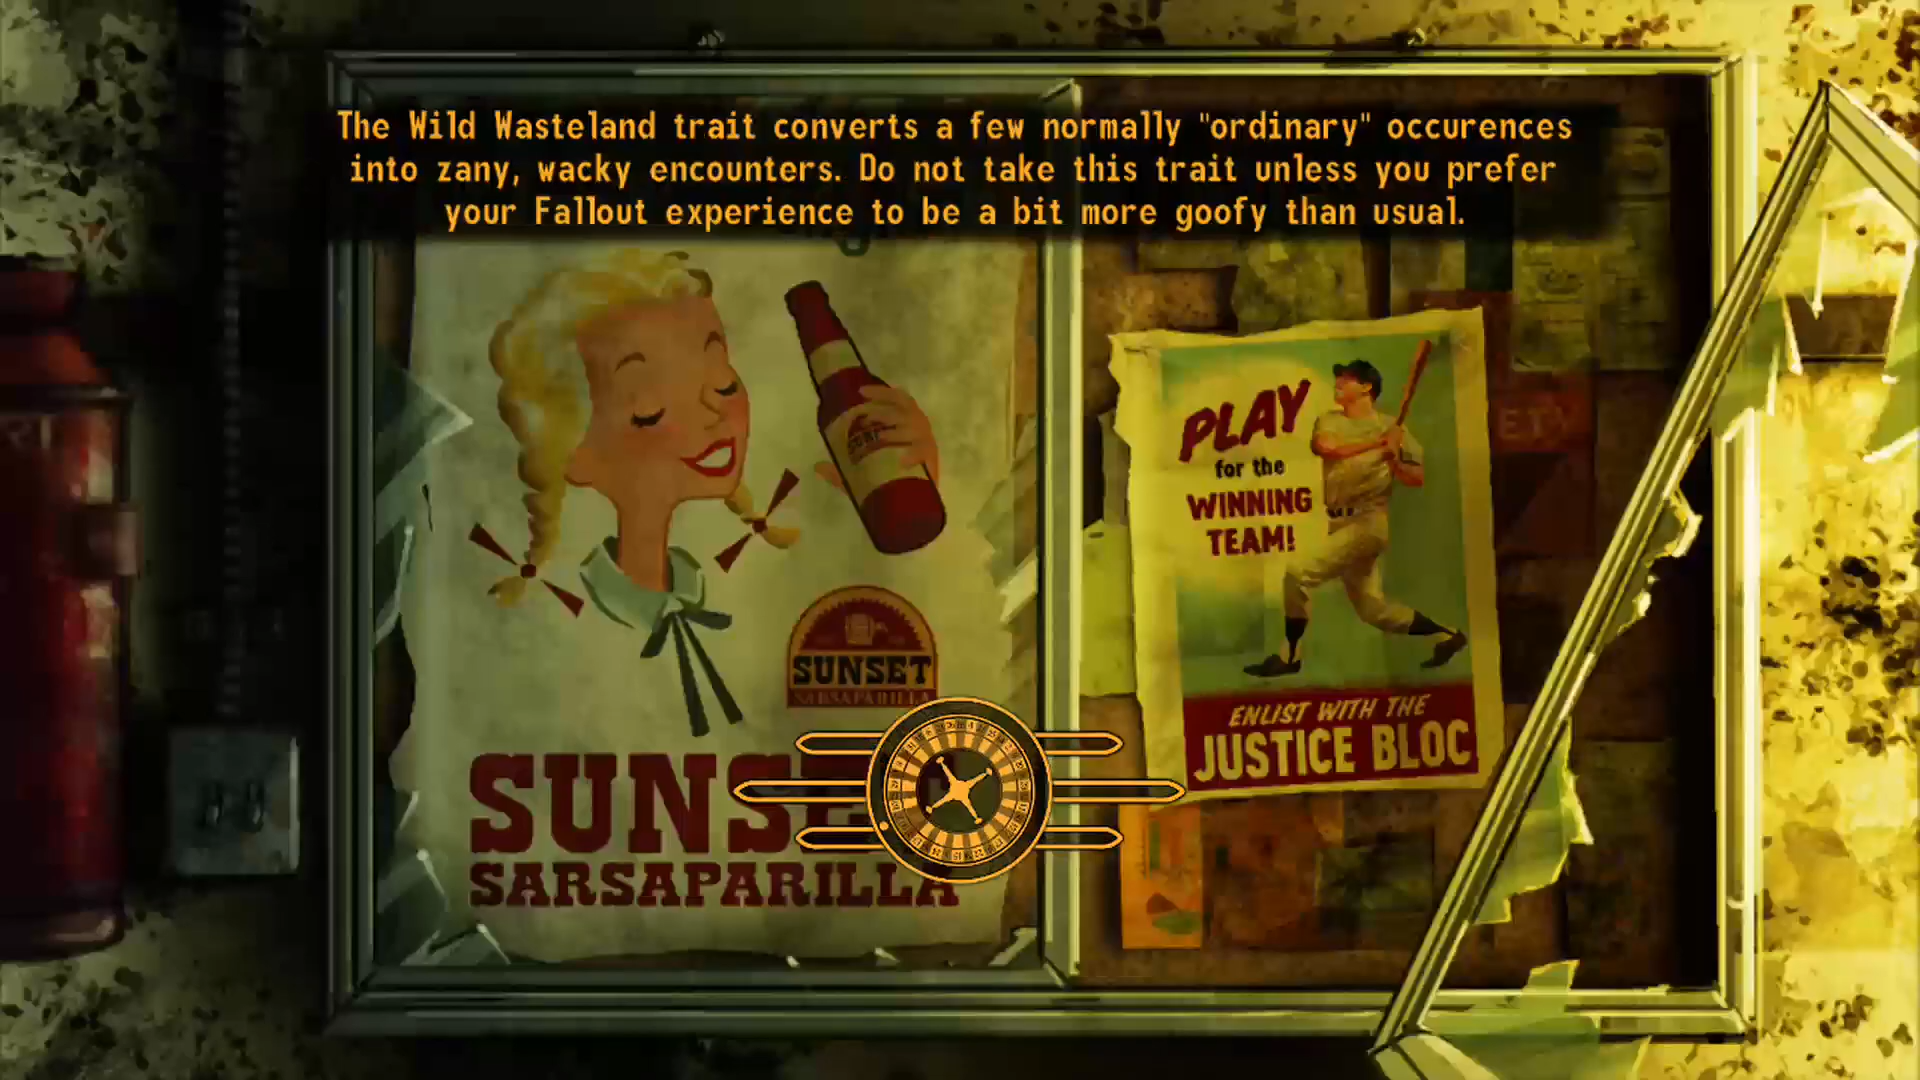 The Wild Wasteland trait converts a few normally "ordinary" occurences
into zany, wacky encounters. Do not take this trait unless you prefer
your Fallout experience to be a bit more goofy than usual.
PLAY
for the
WINNING
TEAM!
SUNSET
SARSAPARILLA
ENLIST WITH THE
JUSTICE BLOC
SARSAPARILLA